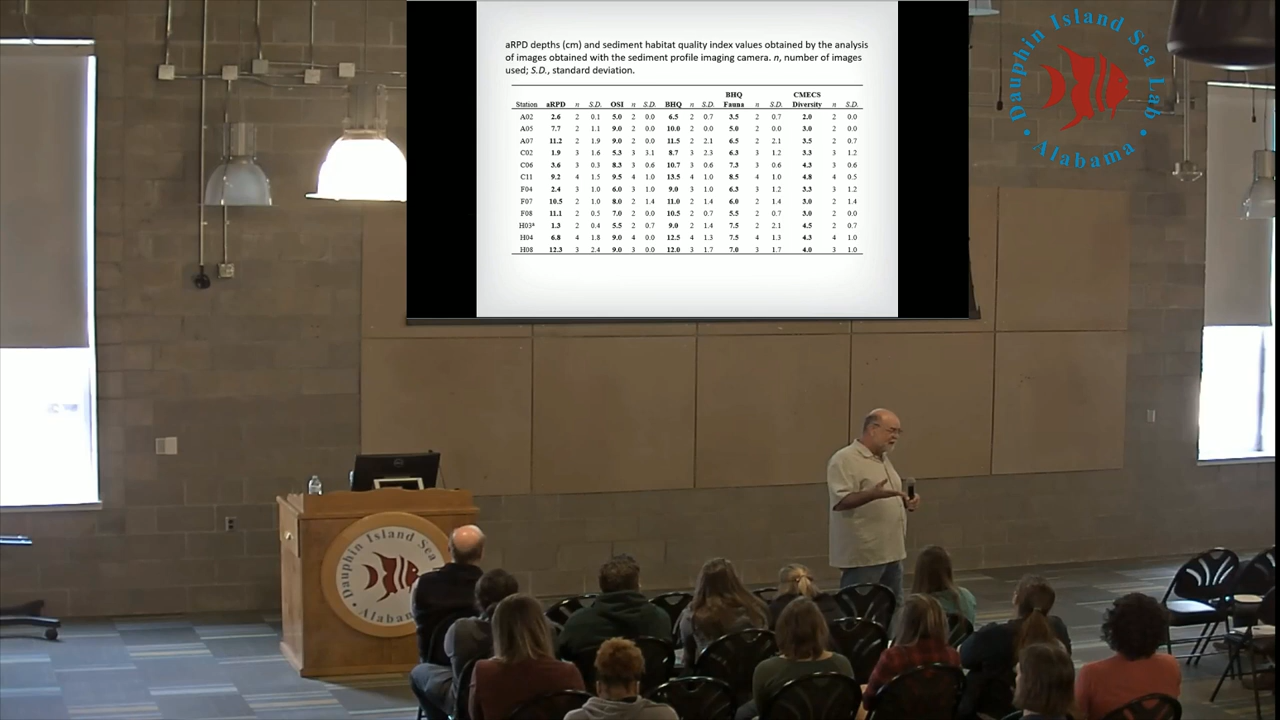 aRPD depths (cm) and sediment habitat quality index values obtained by the analysis
of images obtained with the sediment profile imaging camera. n, number of images
used; S.D., standard deviation.
BHQ CMECS
Station aRPD n S.D. OSI n S.D. BHQ n S.D. Fauna n S.D. Diversity n S.D.
A02 2.6 2 0.1 5.0 2 0.0 6.5 2 0.7 3.5 2 0.7 2.0 2 0.0
A05 7.7 2 1.1 9.0 2 0.0 10.0 2 0.0 5.0 2 0.0 3.0 2 0.0
A07 11.2 2 1.9 9.0 2 0.0 11.5 2 2.1 6.5 2 2.1 3.5 2 0.7
C02 1.9 3 1.6 5.3 3 3.1 8.7 3 2.3 6.3 3 1.2 3.3 3 1.2
C06 3.6 3 0.3 8.3 3 0.6 10.7 3 0.6 7.3 3 0.6 4.3 3 0.6
C11 9.2 4 1.5 9.5 4 1.0 13.5 4 1.0 8.5 4 1.0 4.8 4 0.5
F04 2.4 3 1.0 6.0 3 1.0 9.0 3 1.0 6.3 3 1.2 3.3 3 1.2
F07 10.5 2 1.0 8.0 2 1.4 11.0 2 1.4 6.0 2 1.4 3.0 2 1.4
F08 11.1 2 0.5 7.0 2 0.0 10.5 2 0.7 5.5 2 0.7 3.0 2 0.0
H03ª 1.3 2 0.4 5.5 2 0.7 9.0 2 1.4 7.5 2 2.1 4.5 2 0.7
H04 6.8 4 1.8 9.0 4 0.0 12.5 4 1.3 7.5 4 1.3 4.3 4 1.0
H08 12.3 3 2.4 9.0 3 0.0 12.0 3 1.7 7.0 3 1.7 4.0 3 1.0
Dauphin Island Sea Lab
Alabama
Dauphin Island Sea
Alabama